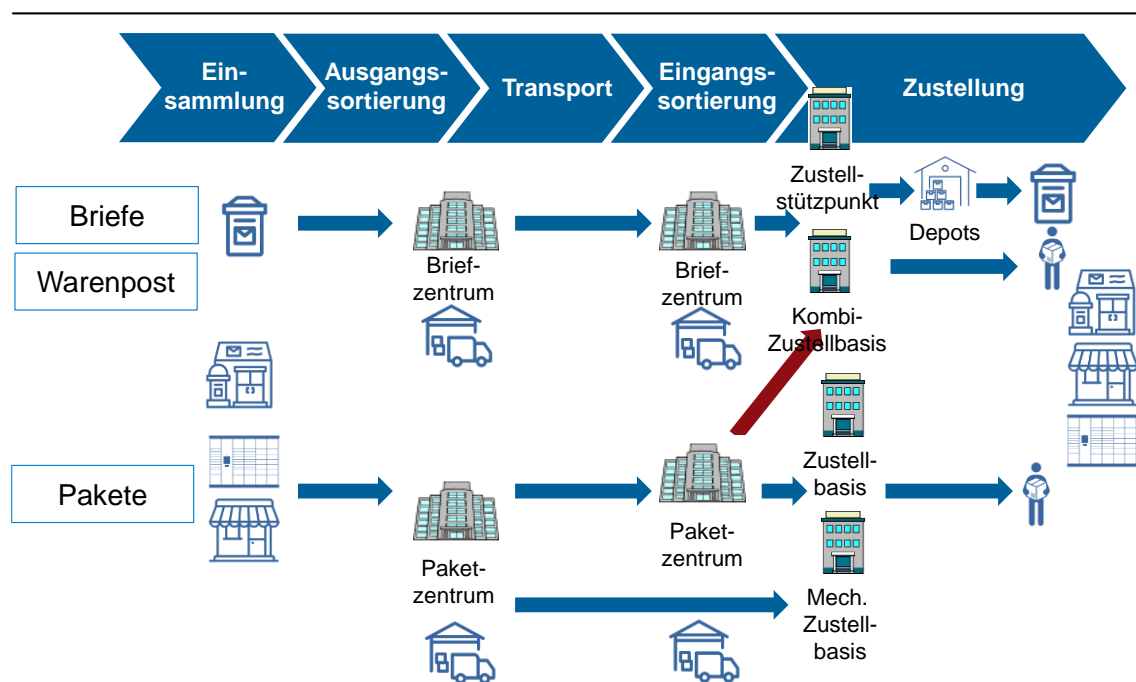 Ein-
sammlung
Ausgangs-
sortierung
Transport
Eingangs-
sortierung
Zustellung
Briefe
Warenpost
Brief-
zentrum
Brief-
zentrum
Zustell-
stützpunkt
Depots
Kombi-
Zustellbasis
Pakete
Paket-
zentrum
Paket-
zentrum
Zustell-
basis
Mech.
Zustell-
basis